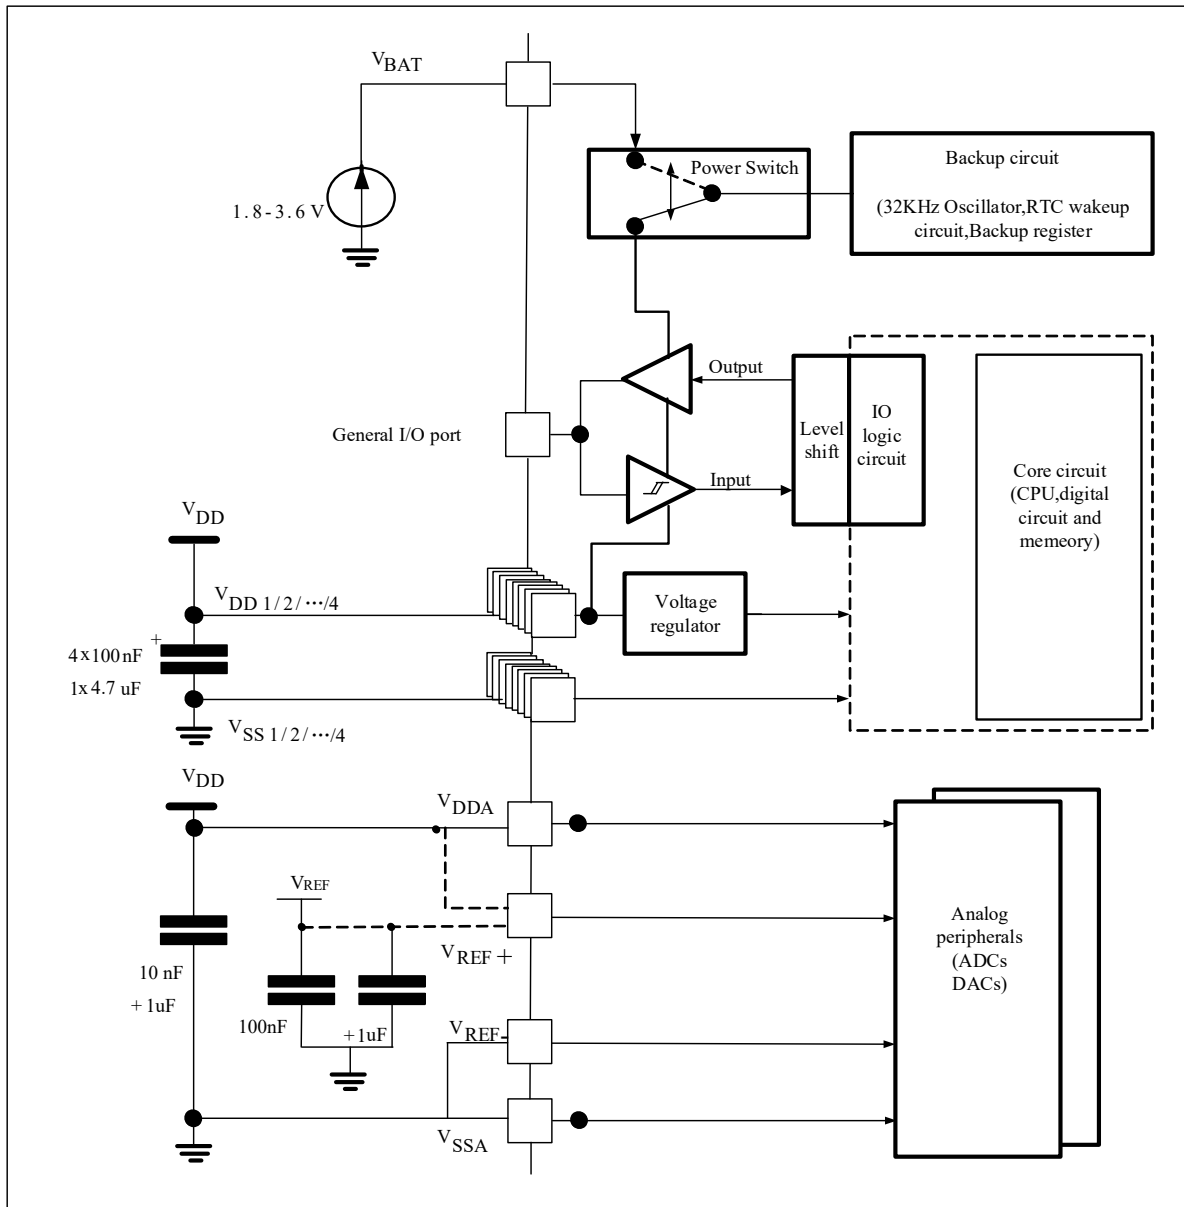 VBAT
1.8-3.6 V
Power Switch
Backup circuit
(32KHz Oscillator,RTC wakeup
circuit,Backup register
Output
General I/O port
Level
shift
IO
logic
circuit
Input
Core circuit
(CPU,digital
circuit and
memeory)
VDD
VDD 1/2/···/4
Voltage
regulator
4x100nF
+
1x4.7 uF
VSS 1/2/···/4
VDD
VDDA
VREF
VREF+
Analog
peripherals
(ADCs
DACs)
10 nF
+1uF
100nF
+1uF
VREF-
VSSA